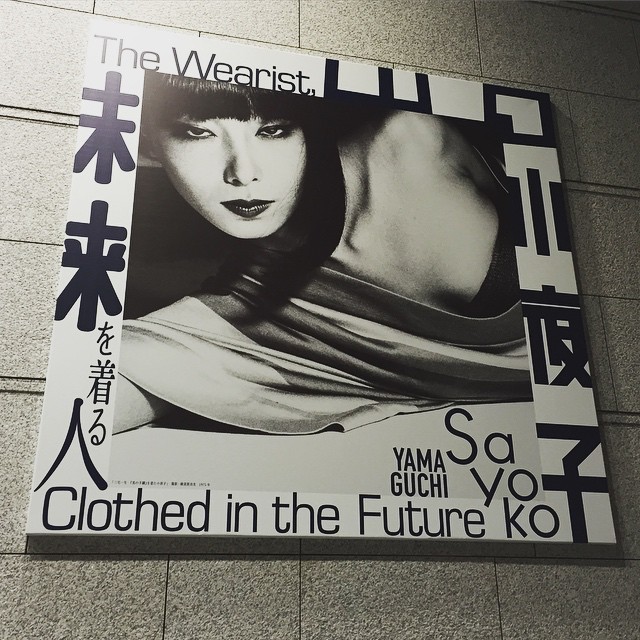 The Wearist,
山口小夜子
未来を着る人
YAMA
GUCHI
Sa
yo
ko
Clothed in the Future